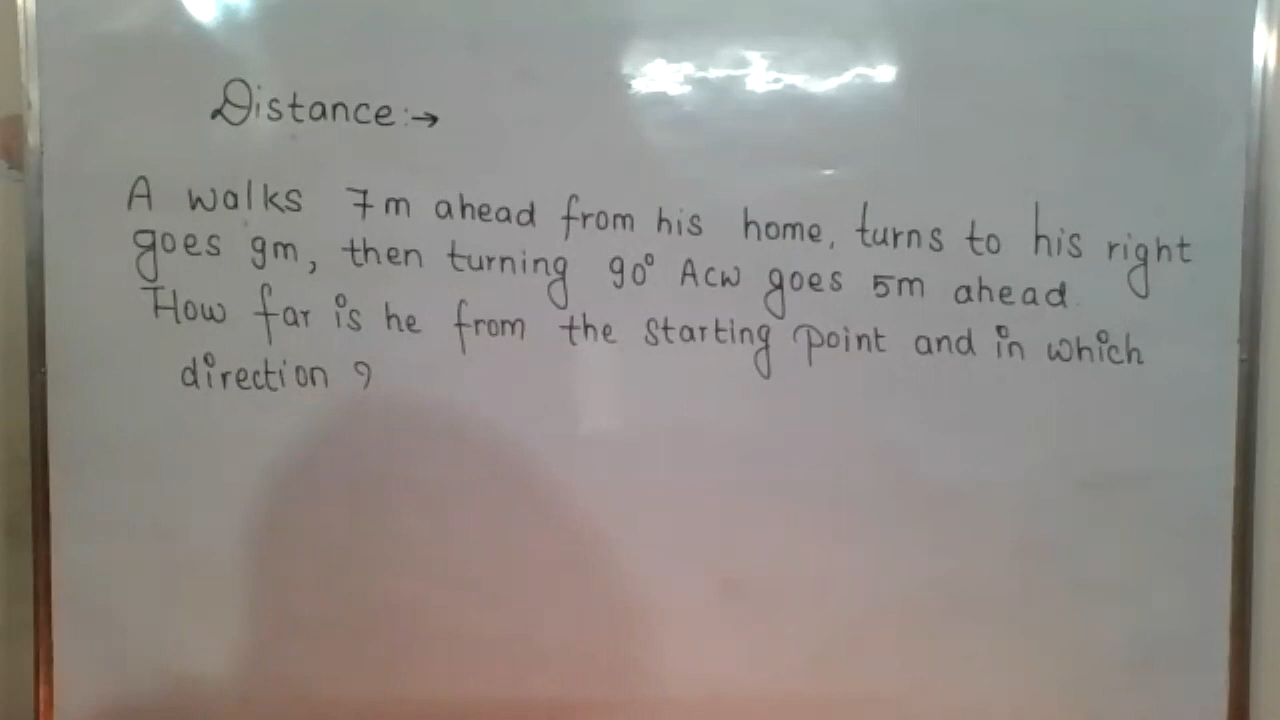 Distance:→
A walks 7m ahead from his home, turns to his right
goes 9m, then turning 90° Acw goes 5m ahead.
How far is he from the starting point and in which
direction ?